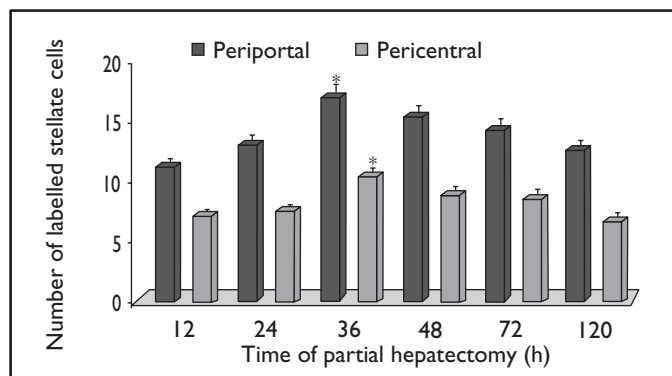 Periportal Pericentral
20
15
10
5
0
* *
12 24 36 48 72 120
Time of partial hepatectomy (h)
Number of labelled stellate cells